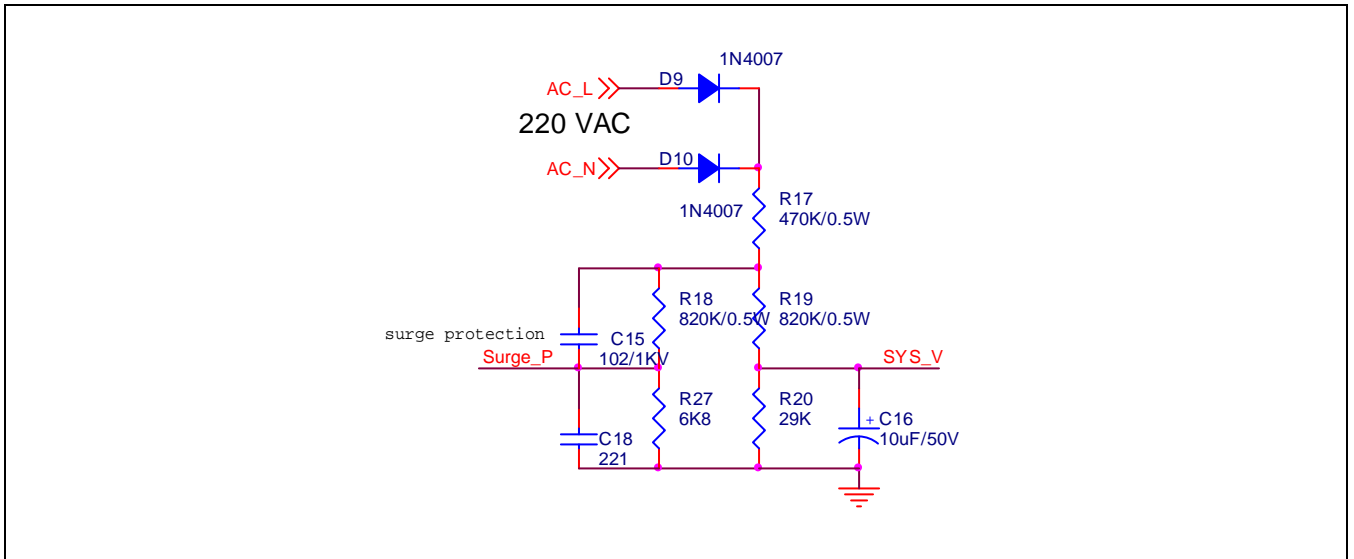 1N4007
D9
AC_L
220 VAC
D10
AC_N
1N4007
R17
470K/0.5W
R18
820K/0.5W
R19
820K/0.5W
surge protection
C15
102/1KV
Surge_P
SYS_V
R27
6K8
R20
29K
+ C16
10uF/50V
C18
221